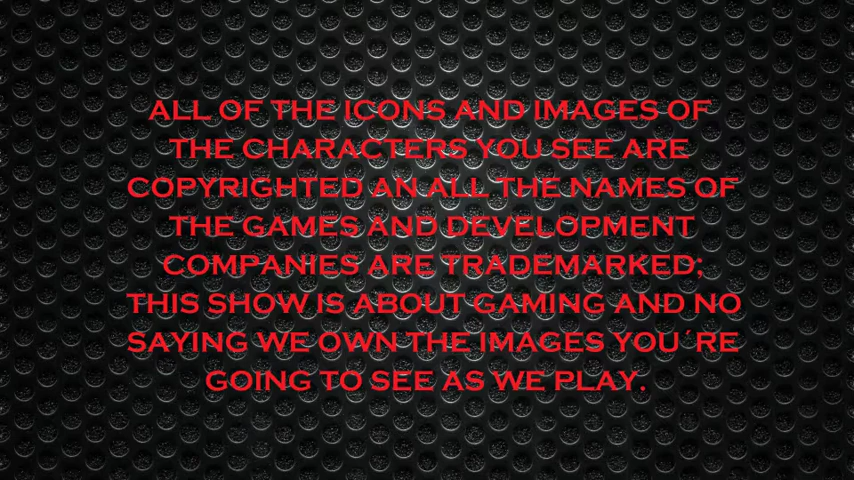 ALL OF THE ICONS AND IMAGES OF
THE CHARACTERS YOU SEE ARE
COPYRIGHTED AN ALL THE NAMES OF
THE GAMES AND DEVELOPMENT
COMPANIES ARE TRADEMARKED;
THIS SHOW IS ABOUT GAMING AND NO
SAYING WE OWN THE IMAGES YOU´RE
GOING TO SEE AS WE PLAY.